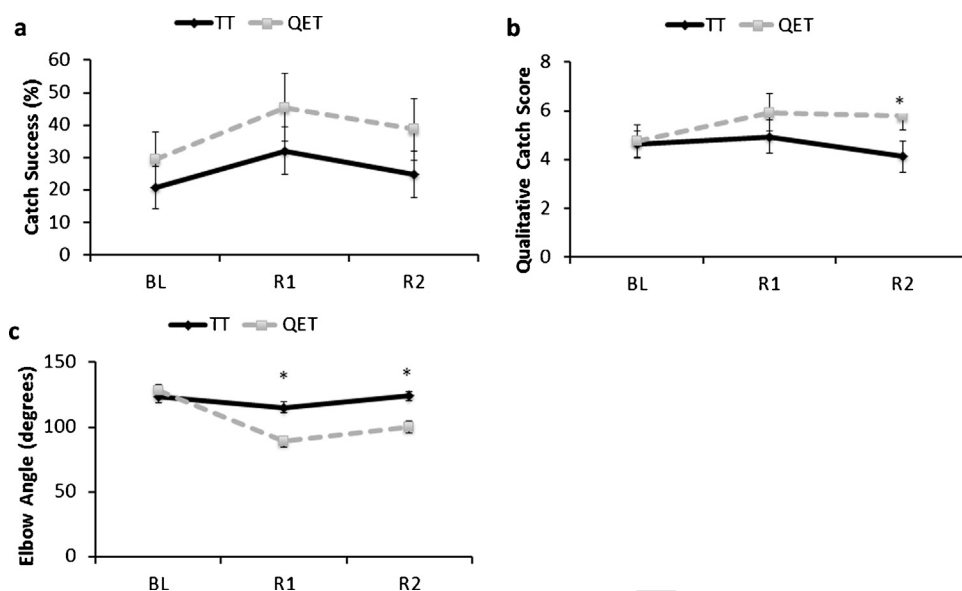 a
TT QET
Catch Success (%)
60
50
40
30
20
10
0
BL R1 R2
b
TT QET
Qualitative Catch Score
8
6
4
2
0
*
BL R1 R2
c
TT QET
Elbow Angle (degrees)
150
100
50
0
* *
BL R1 R2